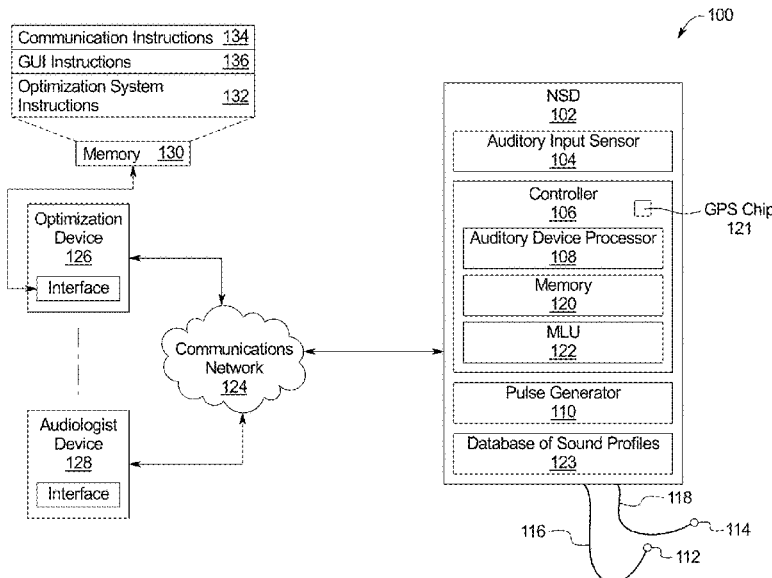 100
Communication Instructions 134
GUI Instructions 136
Optimization System
Instructions 132
Memory 130
Optimization
Device
126
Interface
Communications
Network
124
Audiologist
Device
128
Interface
NSD
102
Auditory Input Sensor
104
Controller
106
GPS Chip
121
Auditory Device Processor
108
Memory
120
MLU
122
Pulse Generator
110
Database of Sound Profiles
123
118
116
114
112